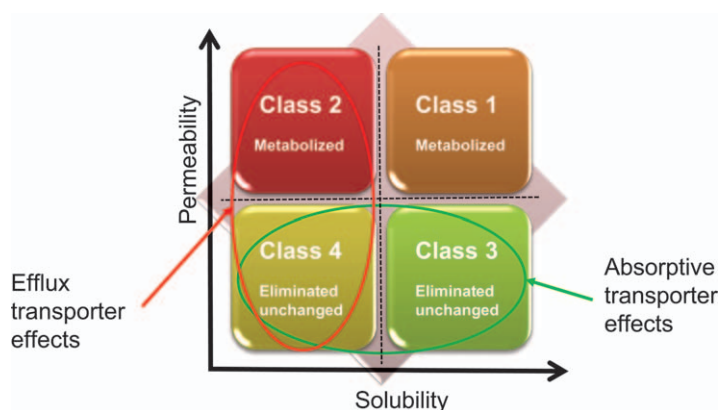 Permeability
Class 2
Metabolized
Class 1
Metabolized
Class 4
Eliminated
unchanged
Class 3
Eliminated
unchanged
Efflux
transporter
effects
Absorptive
transporter
effects
Solubility